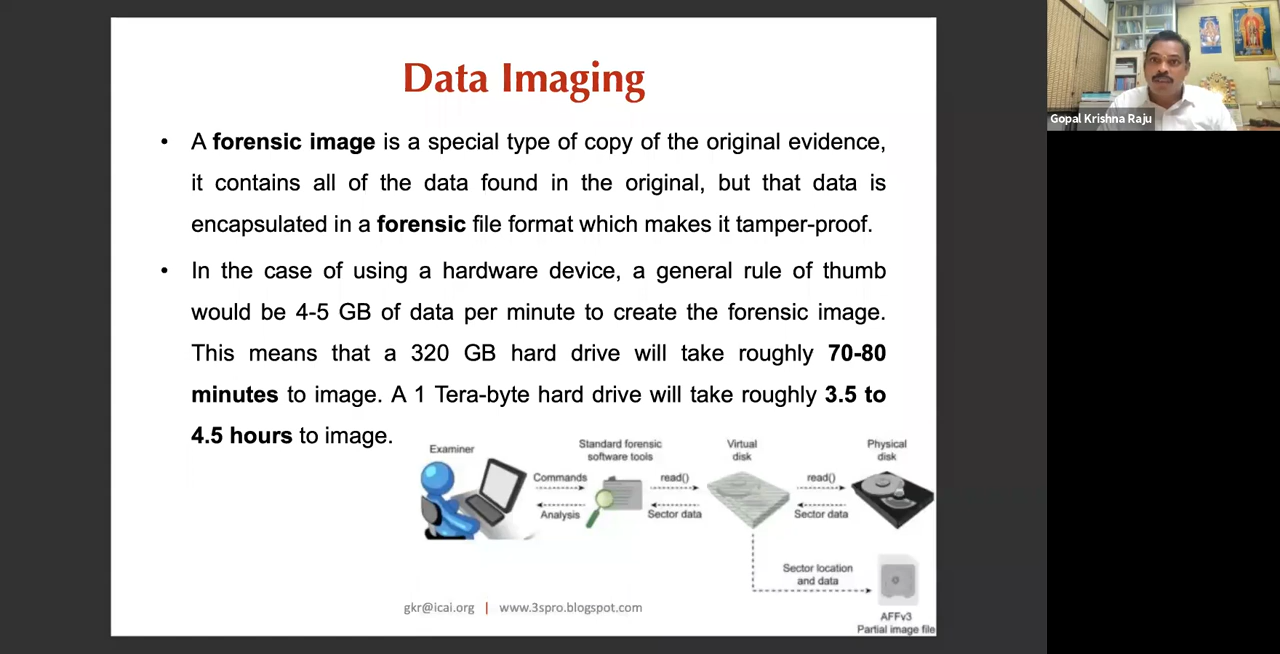 Data Imaging
• A forensic image is a special type of copy of the original evidence,
it contains all of the data found in the original, but that data is
encapsulated in a forensic file format which makes it tamper-proof.
• In the case of using a hardware device, a general rule of thumb
would be 4-5 GB of data per minute to create the forensic image.
This means that a 320 GB hard drive will take roughly 70-80
minutes to image. A 1 Tera-byte hard drive will take roughly 3.5 to
4.5 hours to image.
Examiner
Standard forensic
software tools
Virtual
disk
Physical
disk
Commands
read()
read()
Analysis
Sector data
Sector data
Sector location
and data
AFFv3
Partial image file
gkr@icai.org | www.3spro.blogspot.com
Gopal Krishna Raju